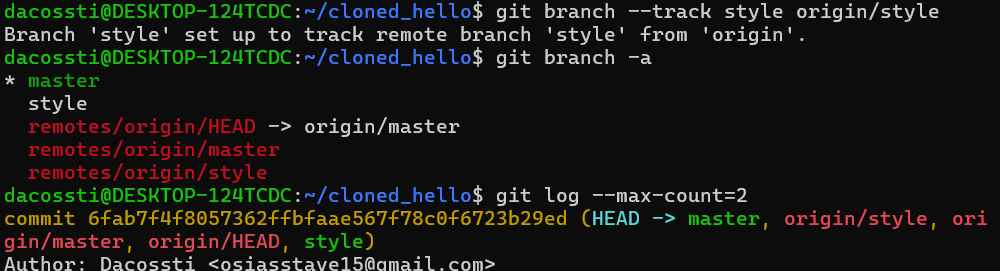 dacossti@DESKTOP-124TCDC:~/cloned_hello$ git branch --track style origin/style
Branch 'style' set up to track remote branch 'style' from 'origin'.
dacossti@DESKTOP-124TCDC:~/cloned_hello$ git branch -a
* master
  style
  remotes/origin/HEAD -> origin/master
  remotes/origin/master
  remotes/origin/style
dacossti@DESKTOP-124TCDC:~/cloned_hello$ git log --max-count=2
commit 6fab7f4f8057362ffbfaae567f78c0f6723b29ed (HEAD -> master, origin/style, ori
gin/master, origin/HEAD, style)
Author: Dacossti <osiasstave15@gmail.com>